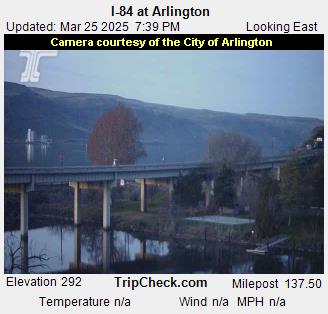 I-84 at Arlington
Updated: Mar 25 2025 7:39 PM Looking East
Camera courtesy of the City of Arlington
Elevation 292 TripCheck.com Milepost 137.50
Temperature n/a Wind n/a MPH n/a